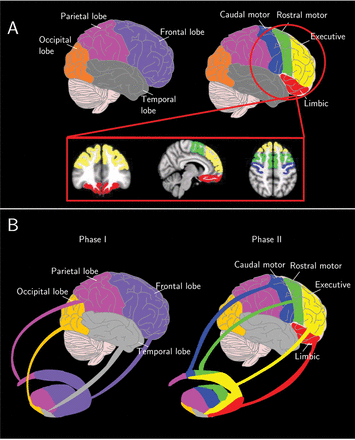 A
Parietal lobe
Frontal lobe
Occipital
lobe
Temporal
lobe
Caudal motor
Rostral motor
Executive
Limbic
B
Phase I
Parietal lobe
Occipital lobe
Frontal lobe
Temporal lobe
Phase II
Caudal motor
Rostral motor
Executive
Limbic